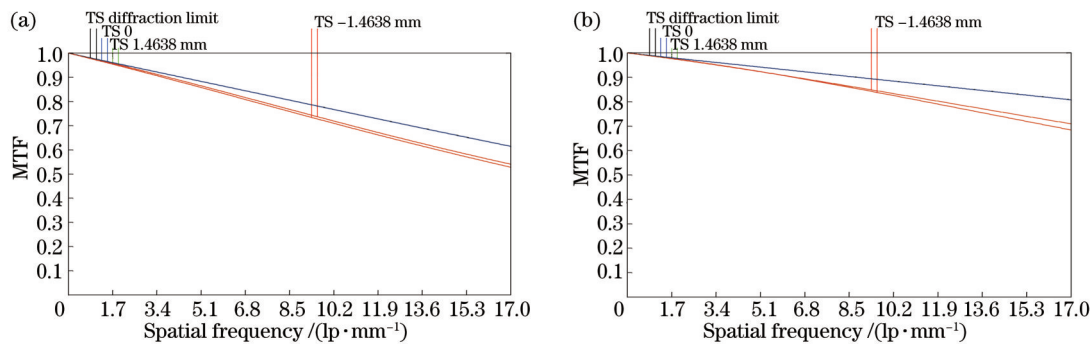 (a)
TS diffraction limit
TS 0
TS 1.4638 mm
TS −1.4638 mm
1.0
0.9
0.8
0.7
0.6
0.5
0.4
0.3
0.2
0.1
MTF
0 1.7 3.4 5.1 6.8 8.5 10.2 11.9 13.6 15.3 17.0
Spatial frequency /(lp·mm⁻¹)
(b)
TS diffraction limit
TS 0
TS 1.4638 mm
TS −1.4638 mm
1.0
0.9
0.8
0.7
0.6
0.5
0.4
0.3
0.2
0.1
MTF
0 1.7 3.4 5.1 6.8 8.5 10.2 11.9 13.6 15.3 17.0
Spatial frequency /(lp·mm⁻¹)